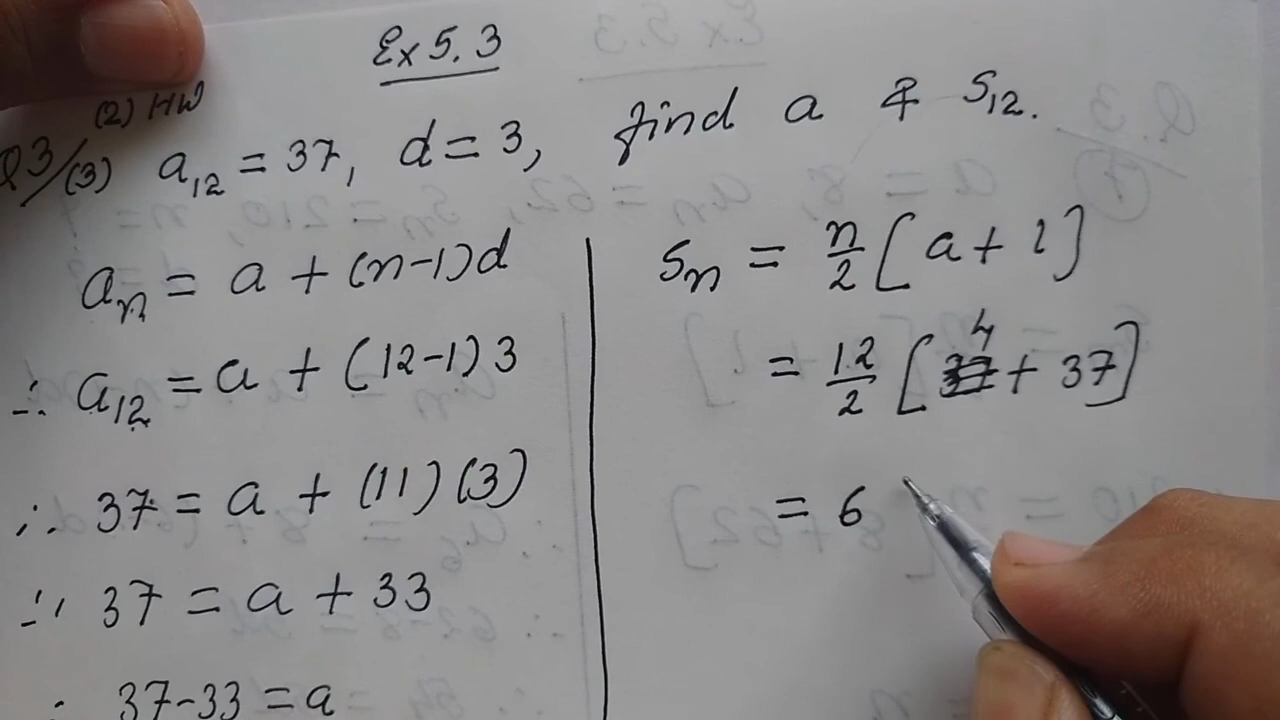 Ex 5.3
(2) HW
Q3/(3) a₁₂ = 37, d = 3, find a & S₁₂.
aₙ = a + (n-1)d
∴ a₁₂ = a + (12-1) 3
∴ 37 = a + (11) (3)
∴ 37 = a + 33
∴ 37-33 = a
Sₙ = n/2 [a + l]
= 12/2 [4 + 37]
= 6